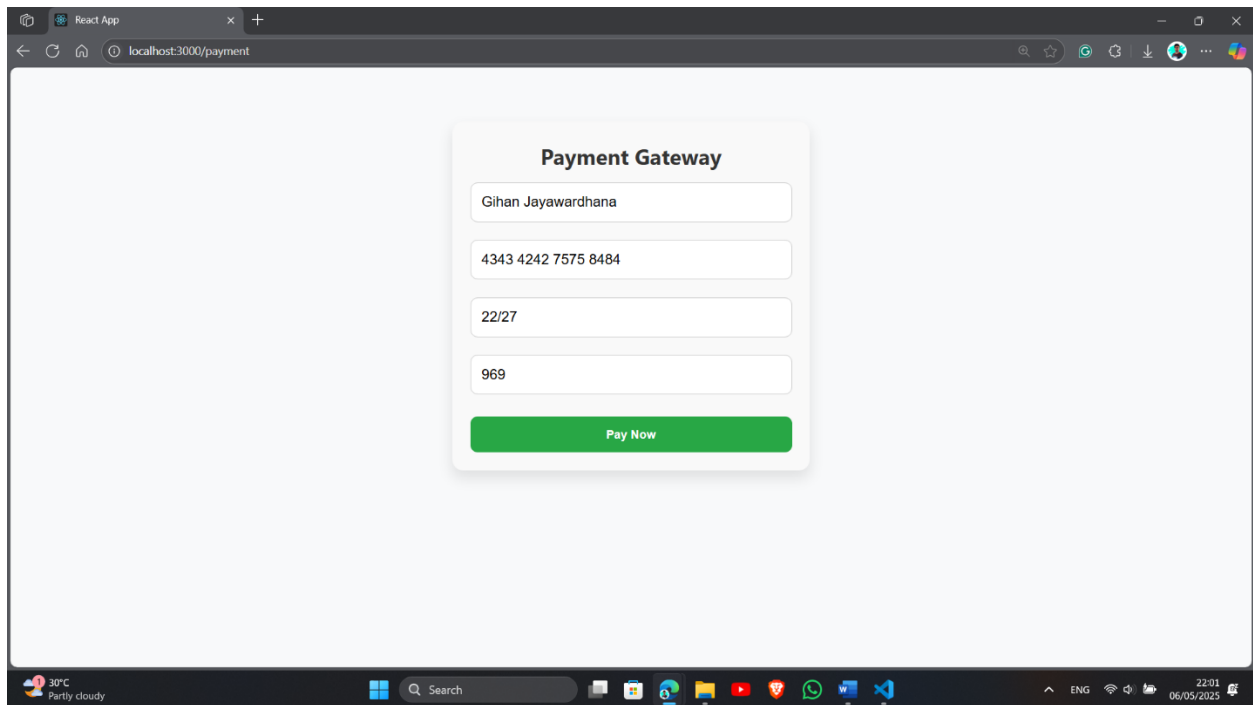 React App
localhost:3000/payment
Payment Gateway
Gihan Jayawardhana
4343 4242 7575 8484
22/27
969
Pay Now
1
30°C
Partly cloudy
Search
ENG
22:01
06/05/2025